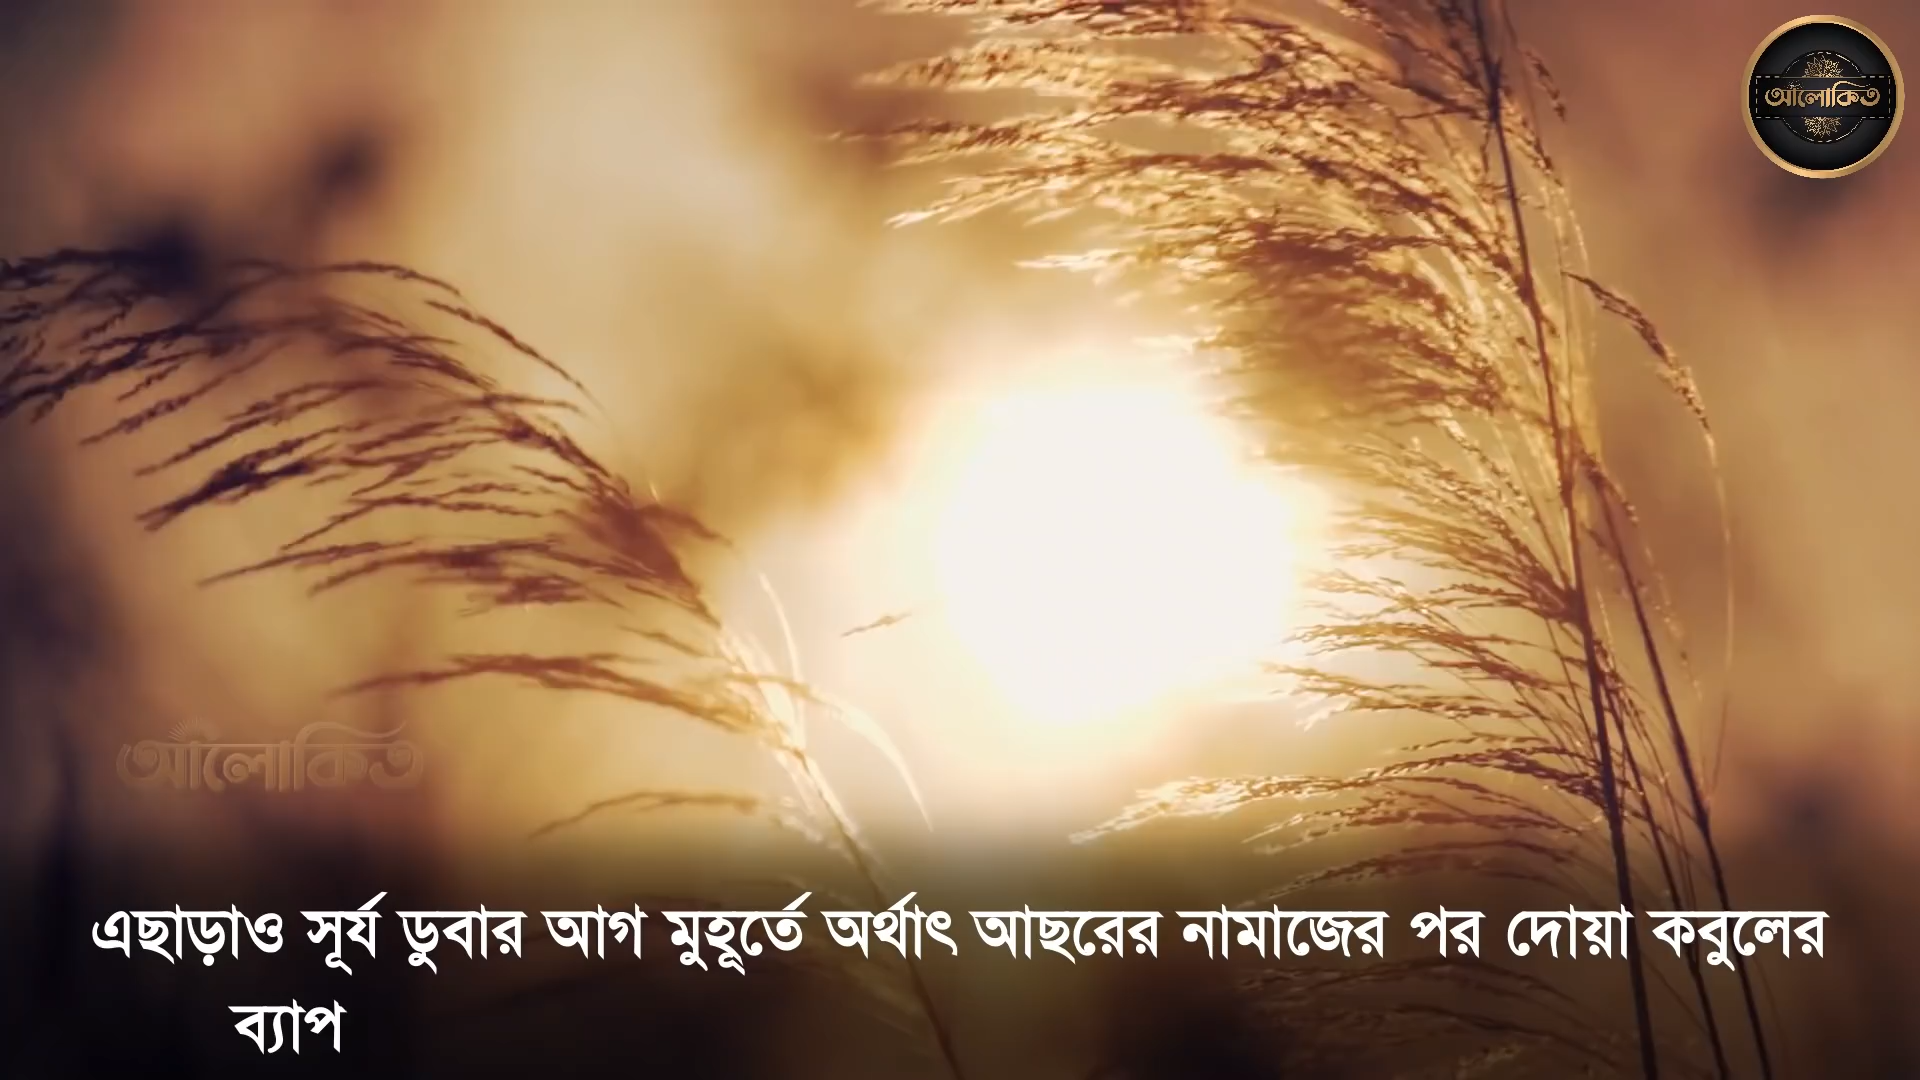 আলোকিত
আলোকিত
এছাড়াও সূর্য ডুবার আগ মুহূর্তে অর্থাৎ আছরের নামাজের পর দোয়া কবুলের
ব্যাপ